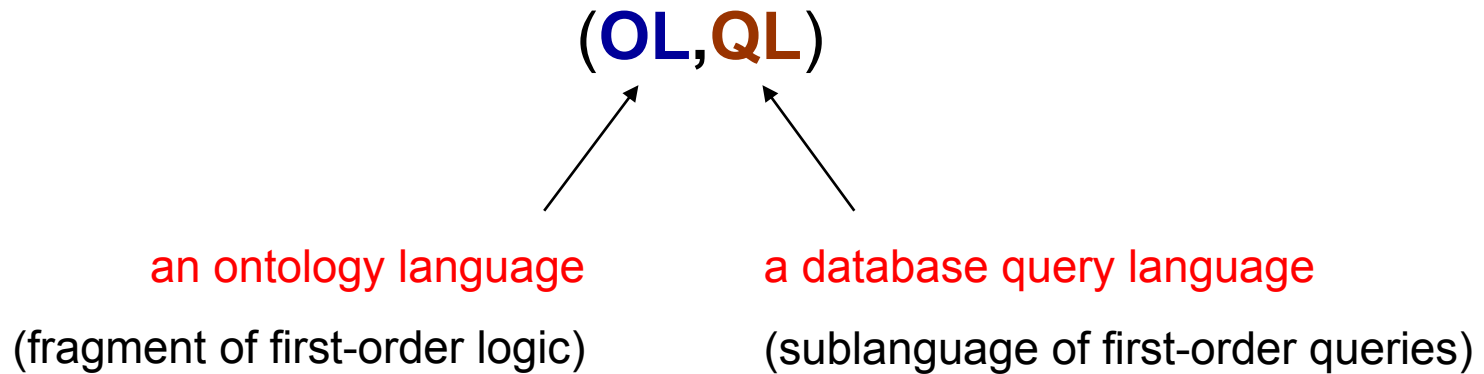 (OL,QL)
an ontology language
a database query language
(fragment of first-order logic)
(sublanguage of first-order queries)